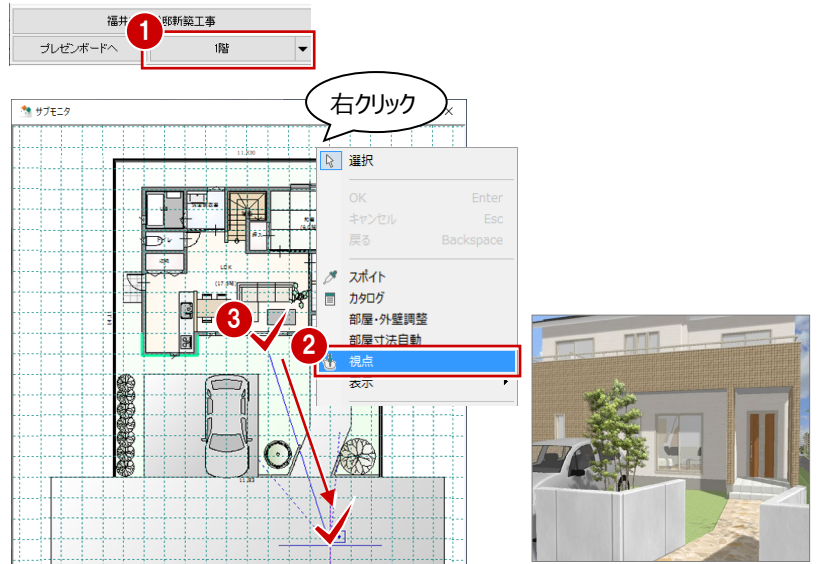 福井 邸新築工事
1
プレゼンボードへ
1階
右クリック
サブモニタ
選択
OK Enter
キャンセル Esc
戻る Backspace
スポイト
カタログ
部屋・外壁調整
部屋寸法自動
視点
表示
2
3
LDK